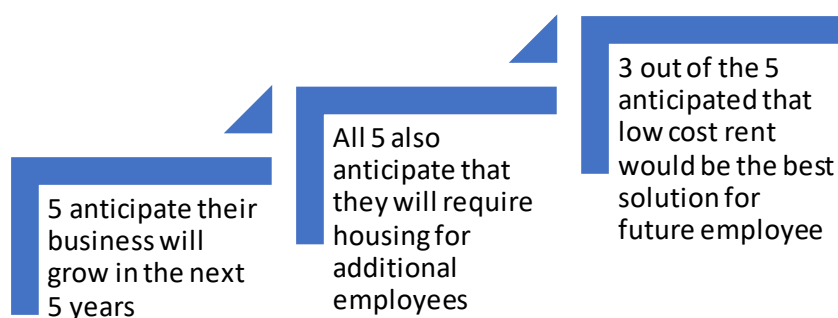 5 anticipate their
business will
grow in the next
5 years
All 5 also
anticipate that
they will require
housing for
additional
employees
3 out of the 5
anticipated that
low cost rent
would be the best
solution for
future employee